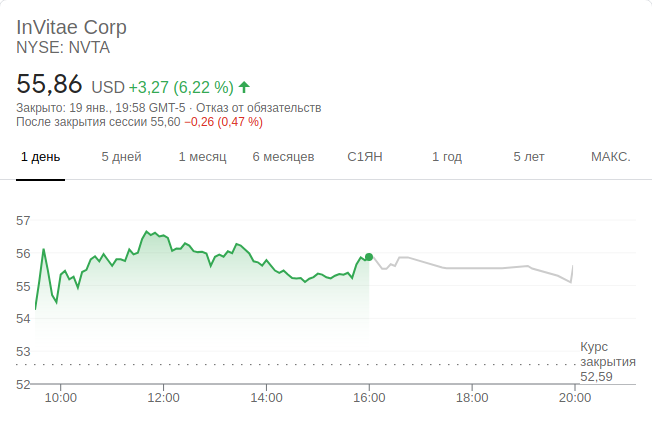 InVitae Corp
NYSE: NVTA
55,86 USD +3,27 (6,22 %)
Закрыто: 19 янв., 19:58 GMT-5 · Отказ от обязательств
После закрытия сессии 55,60 −0,26 (0,47 %)
1 день 5 дней 1 месяц 6 месяцев С1ЯН 1 год 5 лет МАКС.
57
56
55
54
53
Курс
закрытия
52,59
52
10:00 12:00 14:00 16:00 18:00 20:00